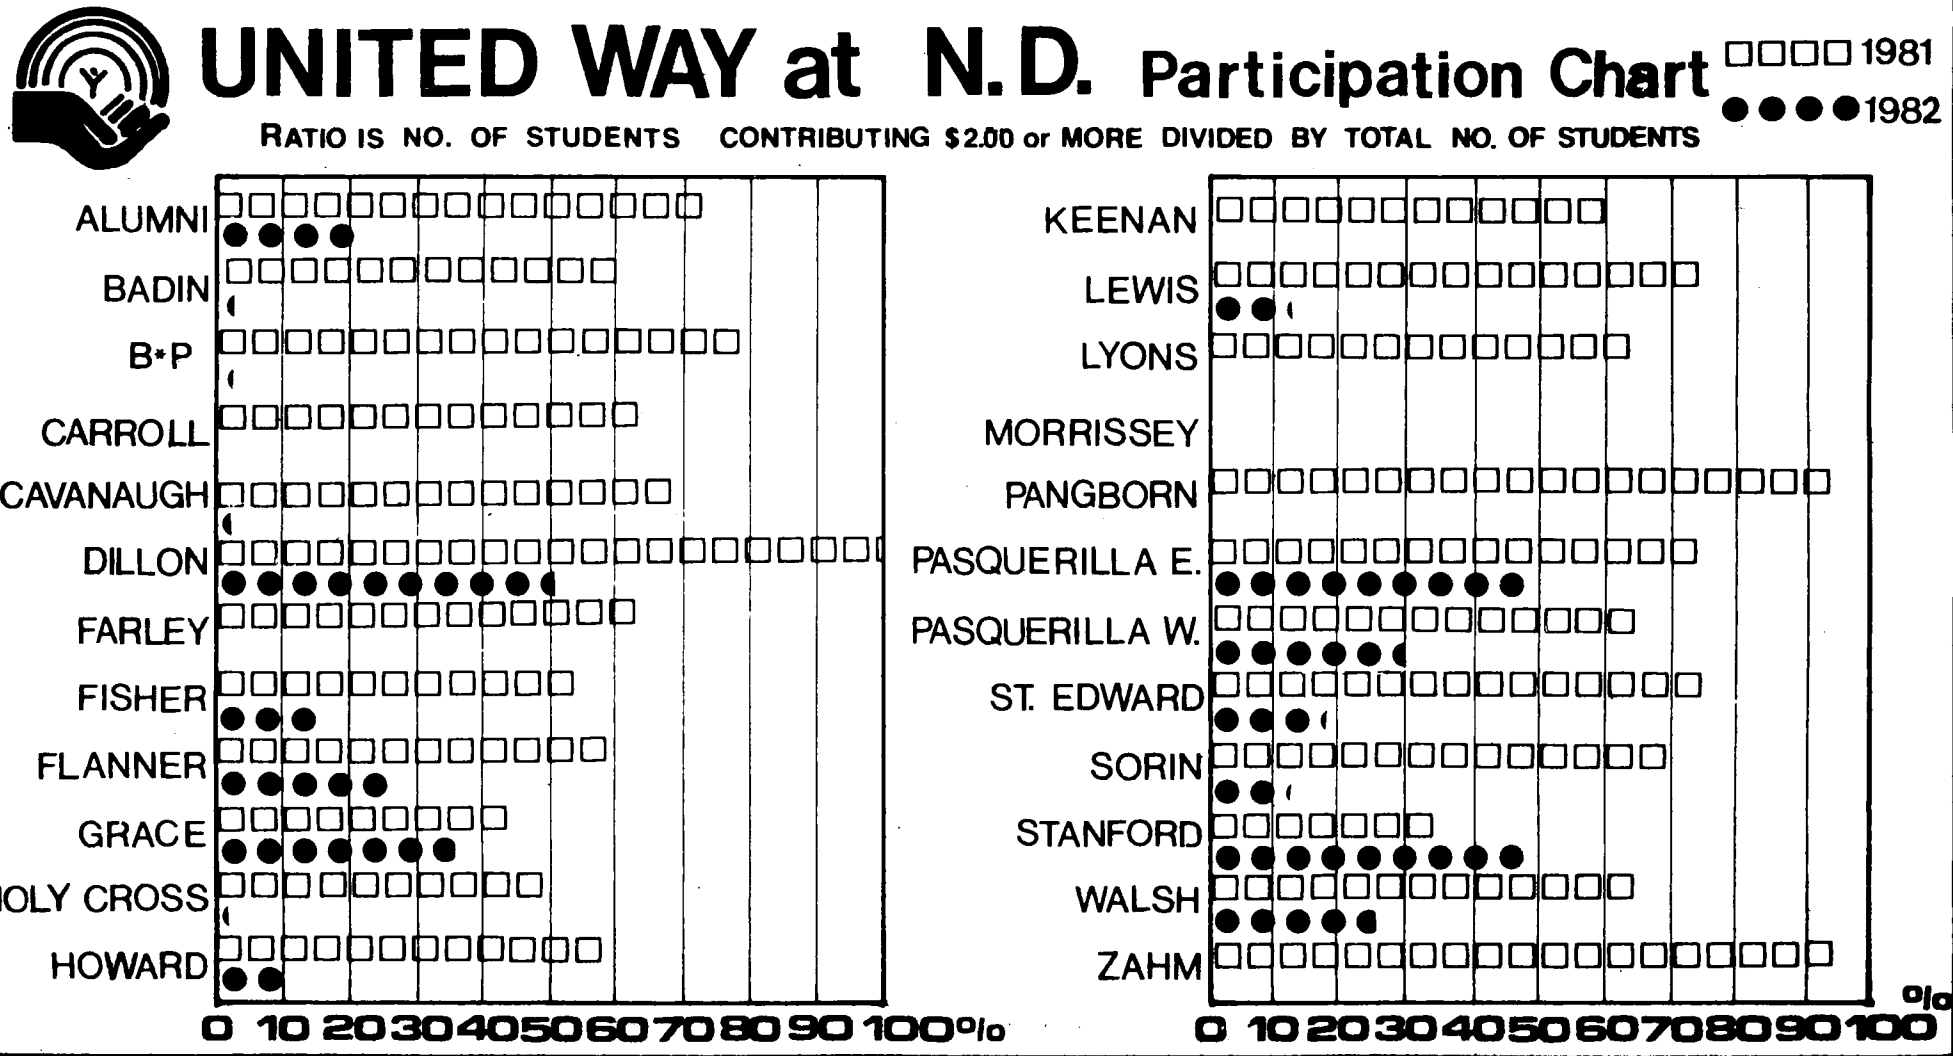 UNITED WAY at N.D. Participation Chart
1981
1982
RATIO IS NO. OF STUDENTS CONTRIBUTING $2.00 or MORE DIVIDED BY TOTAL NO. OF STUDENTS
ALUMNI
BADIN
B*P
CARROLL
CAVANAUGH
DILLON
FARLEY
FISHER
FLANNER
GRACE
HOLY CROSS
HOWARD
0 10 20 30 40 50 60 70 80 90 100%
KEENAN
LEWIS
LYONS
MORRISSEY
PANGBORN
PASQUERILLA E.
PASQUERILLA W.
ST. EDWARD
SORIN
STANFORD
WALSH
ZAHM
%
0 10 20 30 40 50 60 70 80 90 100